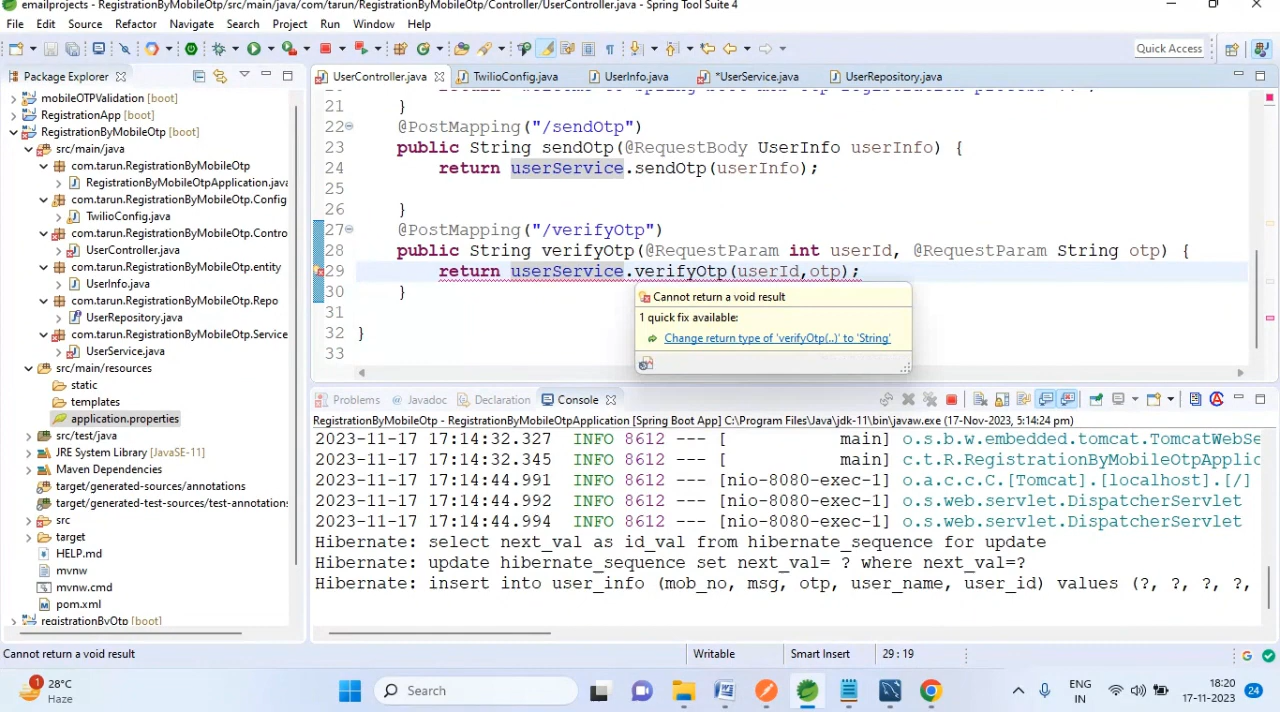 emailprojects - RegistrationByMobileOtp/src/main/java/com/tarun/RegistrationByMobileOtp/Controller/UserController.java - Spring Tool Suite 4
File Edit Source Refactor Navigate Search Project Run Window Help
Quick Access
Package Explorer
UserController.java
TwilioConfig.java
UserInfo.java
*UserService.java
UserRepository.java
mobileOTPValidation [boot]
RegistrationApp [boot]
RegistrationByMobileOtp [boot]
src/main/java
com.tarun.RegistrationByMobileOtp
RegistrationByMobileOtpApplication.java
com.tarun.RegistrationByMobileOtp.Config
TwilioConfig.java
com.tarun.RegistrationByMobileOtp.Contro
UserController.java
com.tarun.RegistrationByMobileOtp.entity
UserInfo.java
com.tarun.RegistrationByMobileOtp.Repo
UserRepository.java
com.tarun.RegistrationByMobileOtp.Service
UserService.java
src/main/resources
static
templates
application.properties
src/test/java
JRE System Library [JavaSE-11]
Maven Dependencies
target/generated-sources/annotations
target/generated-test-sources/test-annotations
src
target
HELP.md
mvnw
mvnw.cmd
pom.xml
registrationByOtp [boot]
21 }
22 @PostMapping("/sendOtp")
23 public String sendOtp(@RequestBody UserInfo userInfo) {
24 return userService.sendOtp(userInfo);
25
26 }
27 @PostMapping("/verifyOtp")
28 public String verifyOtp(@RequestParam int userId, @RequestParam String otp) {
29 return userService.verifyOtp(userId,otp);
30 }
31
32 }
33
Cannot return a void result
1 quick fix available:
Change return type of 'verifyOtp(..)' to 'String'
Problems Javadoc Declaration Console
RegistrationByMobileOtp - RegistrationByMobileOtpApplication [Spring Boot App] C:\Program Files\Java\jdk-11\bin\javaw.exe (17-Nov-2023, 5:14:24 pm)
2023-11-17 17:14:32.327 INFO 8612 --- [ main] o.s.b.w.embedded.tomcat.TomcatWebSe
2023-11-17 17:14:32.345 INFO 8612 --- [ main] c.t.R.RegistrationByMobileOtpApplic
2023-11-17 17:14:44.991 INFO 8612 --- [nio-8080-exec-1] o.a.c.c.C.[Tomcat].[localhost].[/]
2023-11-17 17:14:44.992 INFO 8612 --- [nio-8080-exec-1] o.s.web.servlet.DispatcherServlet
2023-11-17 17:14:44.994 INFO 8612 --- [nio-8080-exec-1] o.s.web.servlet.DispatcherServlet
Hibernate: select next_val as id_val from hibernate_sequence for update
Hibernate: update hibernate_sequence set next_val= ? where next_val=?
Hibernate: insert into user_info (mob_no, msg, otp, user_name, user_id) values (?, ?, ?, ?,
Cannot return a void result
Writable
Smart Insert
29 : 19
1
28°C
Haze
Search
ENG
IN
18:20
17-11-2023
24